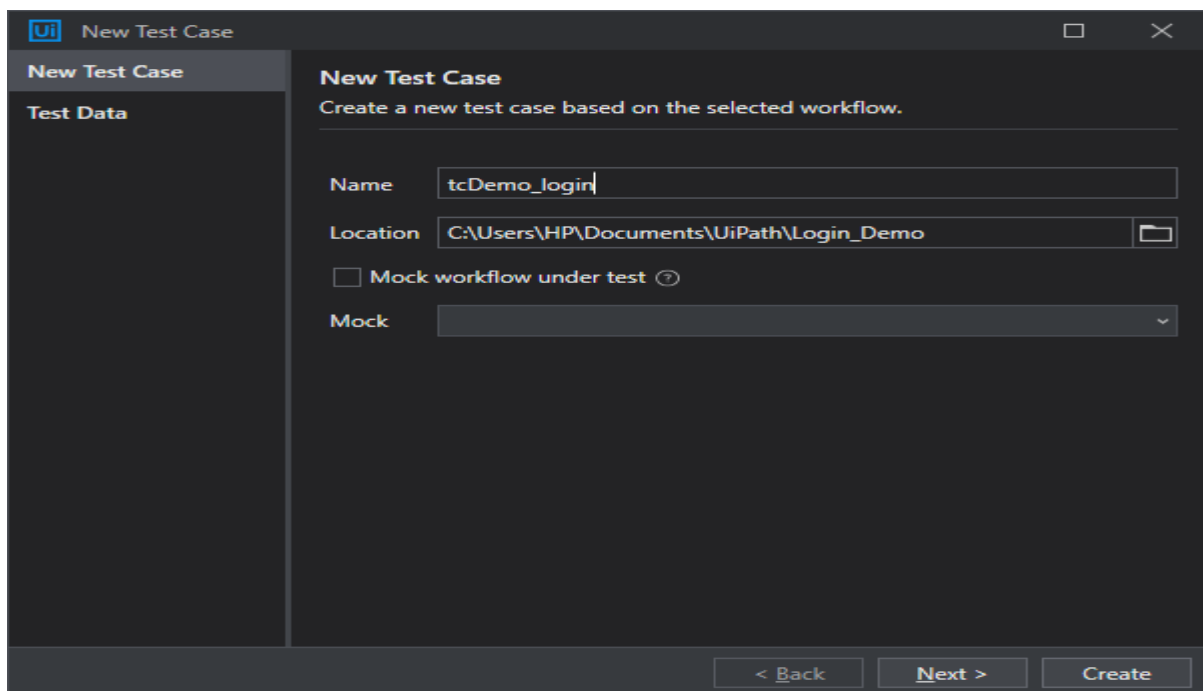 Ui New Test Case
New Test Case
Test Data
New Test Case
Create a new test case based on the selected workflow.
Name tcDemo_login
Location C:\Users\HP\Documents\UiPath\Login_Demo
Mock workflow under test ?
Mock
< Back Next > Create